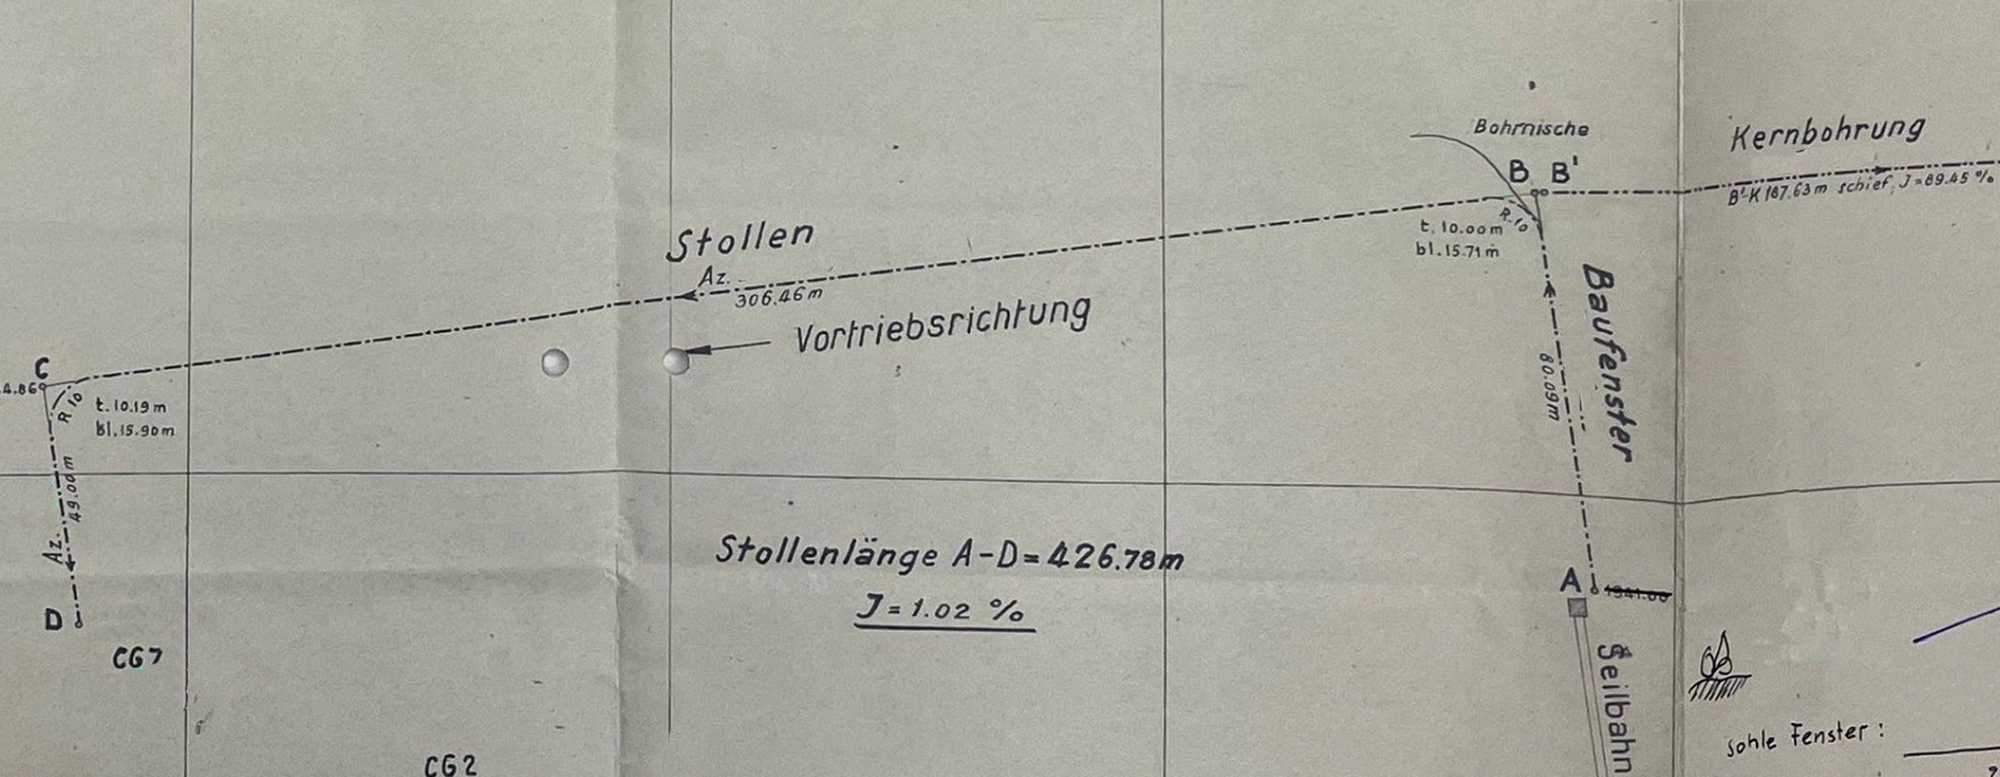 Bohrnische
Kernbohrung
B B'
B'-K 187.63m schief, J=89.45 %
R.10
t. 10.00m
bl. 15.71m
Stollen
Az.
306.46m
Vortriebsrichtung
Baufenster
80.09m
C
4.86
R 10
t. 10.19m
bl. 15.90m
49.00m
Az.
D
CG7
Stollenlänge A-D = 426.78m
J = 1.02 %
A
1941.00
Seilbahn
sohle Fenster:
CG2